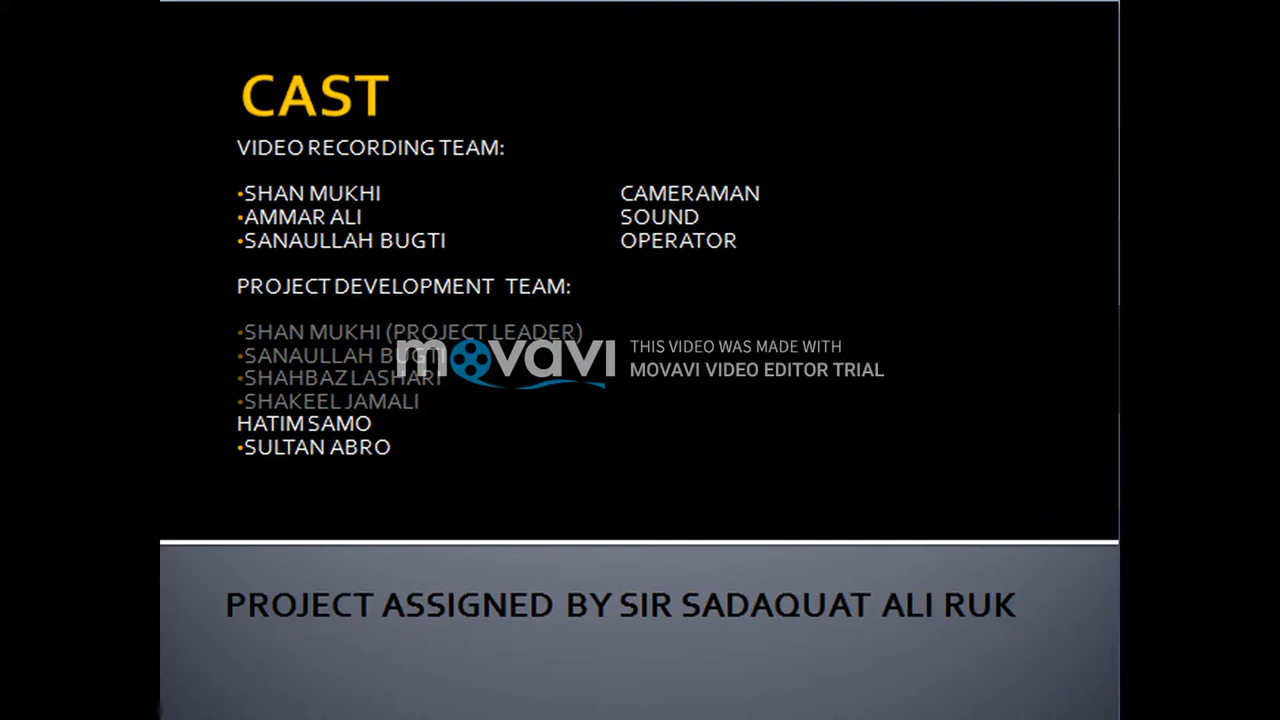 CAST
VIDEO RECORDING TEAM:
•SHAN MUKHI CAMERAMAN
•AMMAR ALI SOUND
•SANAULLAH BUGTI OPERATOR
PROJECT DEVELOPMENT TEAM:
•SHAN MUKHI (PROJECT LEADER)
•SANAULLAH BUGTI
•SHAHBAZ LASHARI
•SHAKEEL JAMALI
HATIM SAMO
•SULTAN ABRO
movavi
THIS VIDEO WAS MADE WITH
MOVAVI VIDEO EDITOR TRIAL
PROJECT ASSIGNED BY SIR SADAQUAT ALI RUK